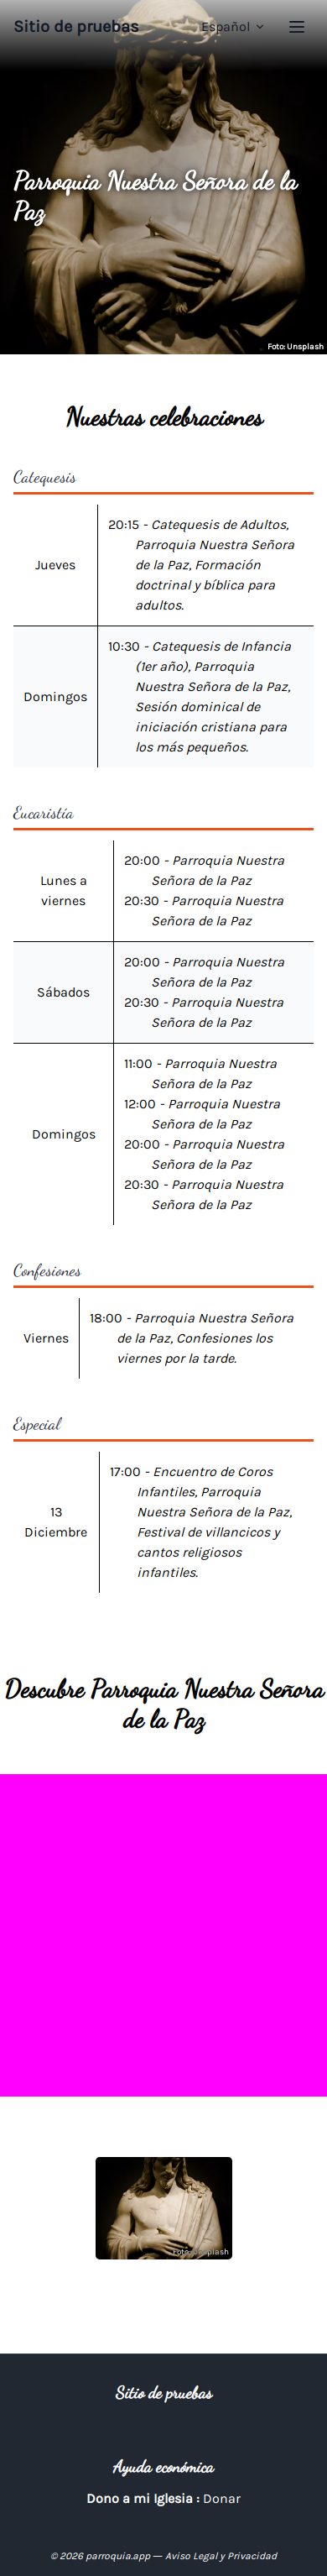 Sitio de pruebas
Español
Parroquia Nuestra Señora de la
Paz
Foto: Unsplash
Nuestras celebraciones
Catequesis
Jueves
20:15 - Catequesis de Adultos,
Parroquia Nuestra Señora
de la Paz, Formación
doctrinal y bíblica para
adultos.
Domingos
10:30 - Catequesis de Infancia
(1er año), Parroquia
Nuestra Señora de la Paz,
Sesión dominical de
iniciación cristiana para
los más pequeños.
Eucaristía
Lunes a
viernes
20:00 - Parroquia Nuestra
Señora de la Paz
20:30 - Parroquia Nuestra
Señora de la Paz
Sábados
20:00 - Parroquia Nuestra
Señora de la Paz
20:30 - Parroquia Nuestra
Señora de la Paz
Domingos
11:00 - Parroquia Nuestra
Señora de la Paz
12:00 - Parroquia Nuestra
Señora de la Paz
20:00 - Parroquia Nuestra
Señora de la Paz
20:30 - Parroquia Nuestra
Señora de la Paz
Confesiones
Viernes
18:00 - Parroquia Nuestra Señora
de la Paz, Confesiones los
viernes por la tarde.
Especial
13
Diciembre
17:00 - Encuentro de Coros
Infantiles, Parroquia
Nuestra Señora de la Paz,
Festival de villancicos y
cantos religiosos
infantiles.
Descubre Parroquia Nuestra Señora
de la Paz
Foto: Unsplash
Sitio de pruebas
Ayuda económica
Dono a mi Iglesia : Donar
© 2026 parroquia.app — Aviso Legal y Privacidad